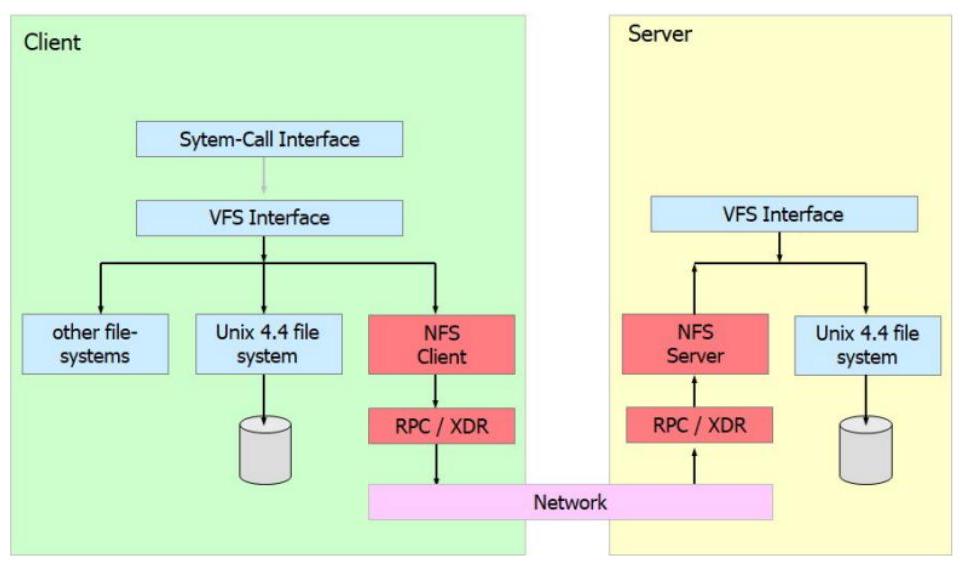 Client
Sytem-Call Interface
VFS Interface
other file-
systems
Unix 4.4 file
system
NFS
Client
RPC / XDR
Network
Server
VFS Interface
NFS
Server
Unix 4.4 file
system
RPC / XDR